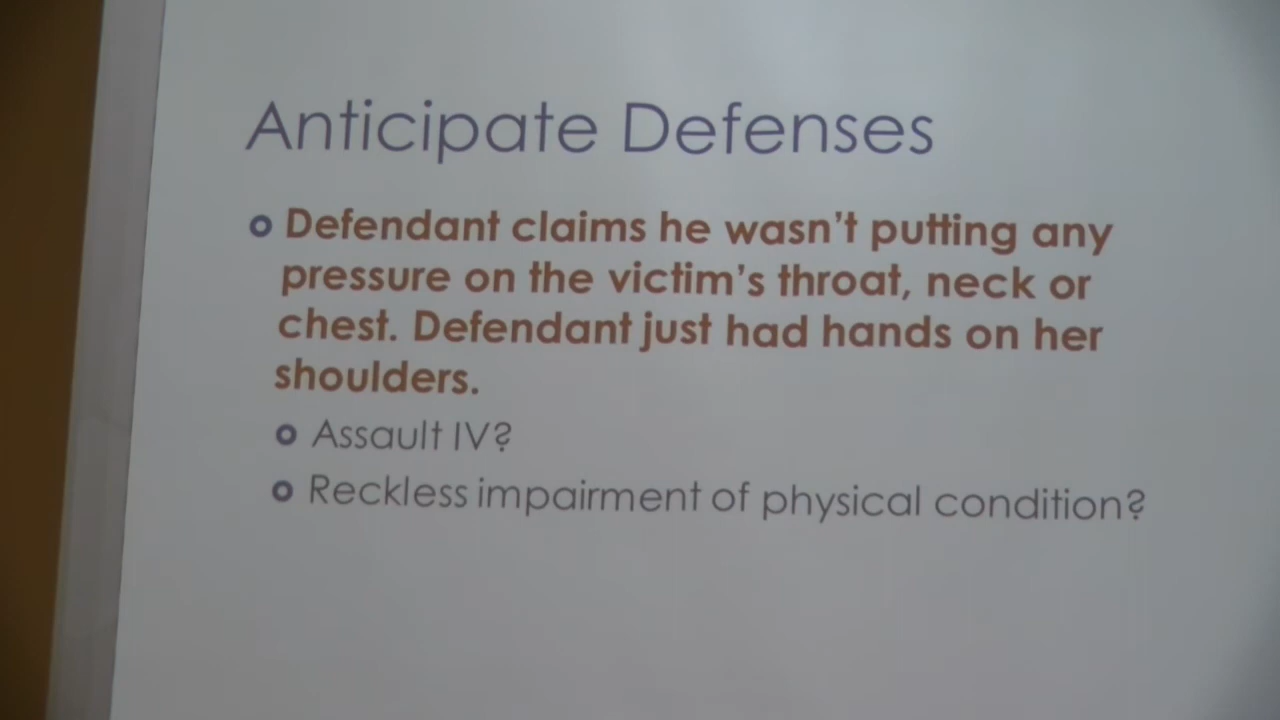 Anticipate Defenses
Defendant claims he wasn't putting any
pressure on the victim's throat, neck or
chest. Defendant just had hands on her
shoulders.
Assault IV?
Reckless impairment of physical condition?